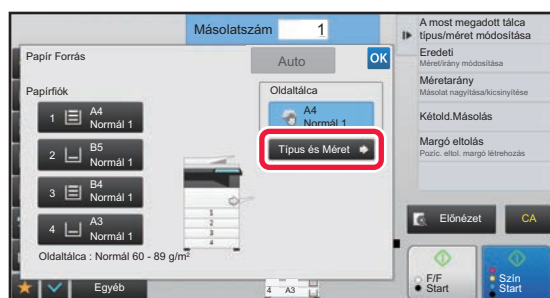 Másolatszám 1
Papír Forrás
Auto
OK
Papírfiók
1 A4
Normál 1
2 B5
Normál 1
3 B4
Normál 1
4 A3
Normál 1
Oldaltálca
A4
Normál 1
Típus és Méret
1
2
3
4
Oldaltálca : Normál 60 - 89 g/m²
Egyéb
4 A3
A most megadott tálca
típus/méret módosítása
Eredeti
Méret/irány módosítása
Méretarány
Másolat nagyítása/kicsinyítése
Kétold.Másolás
Margó eltolás
Pozíc. eltol. margó létrehozás
Előnézet
CA
F/F
Start
Szín
Start